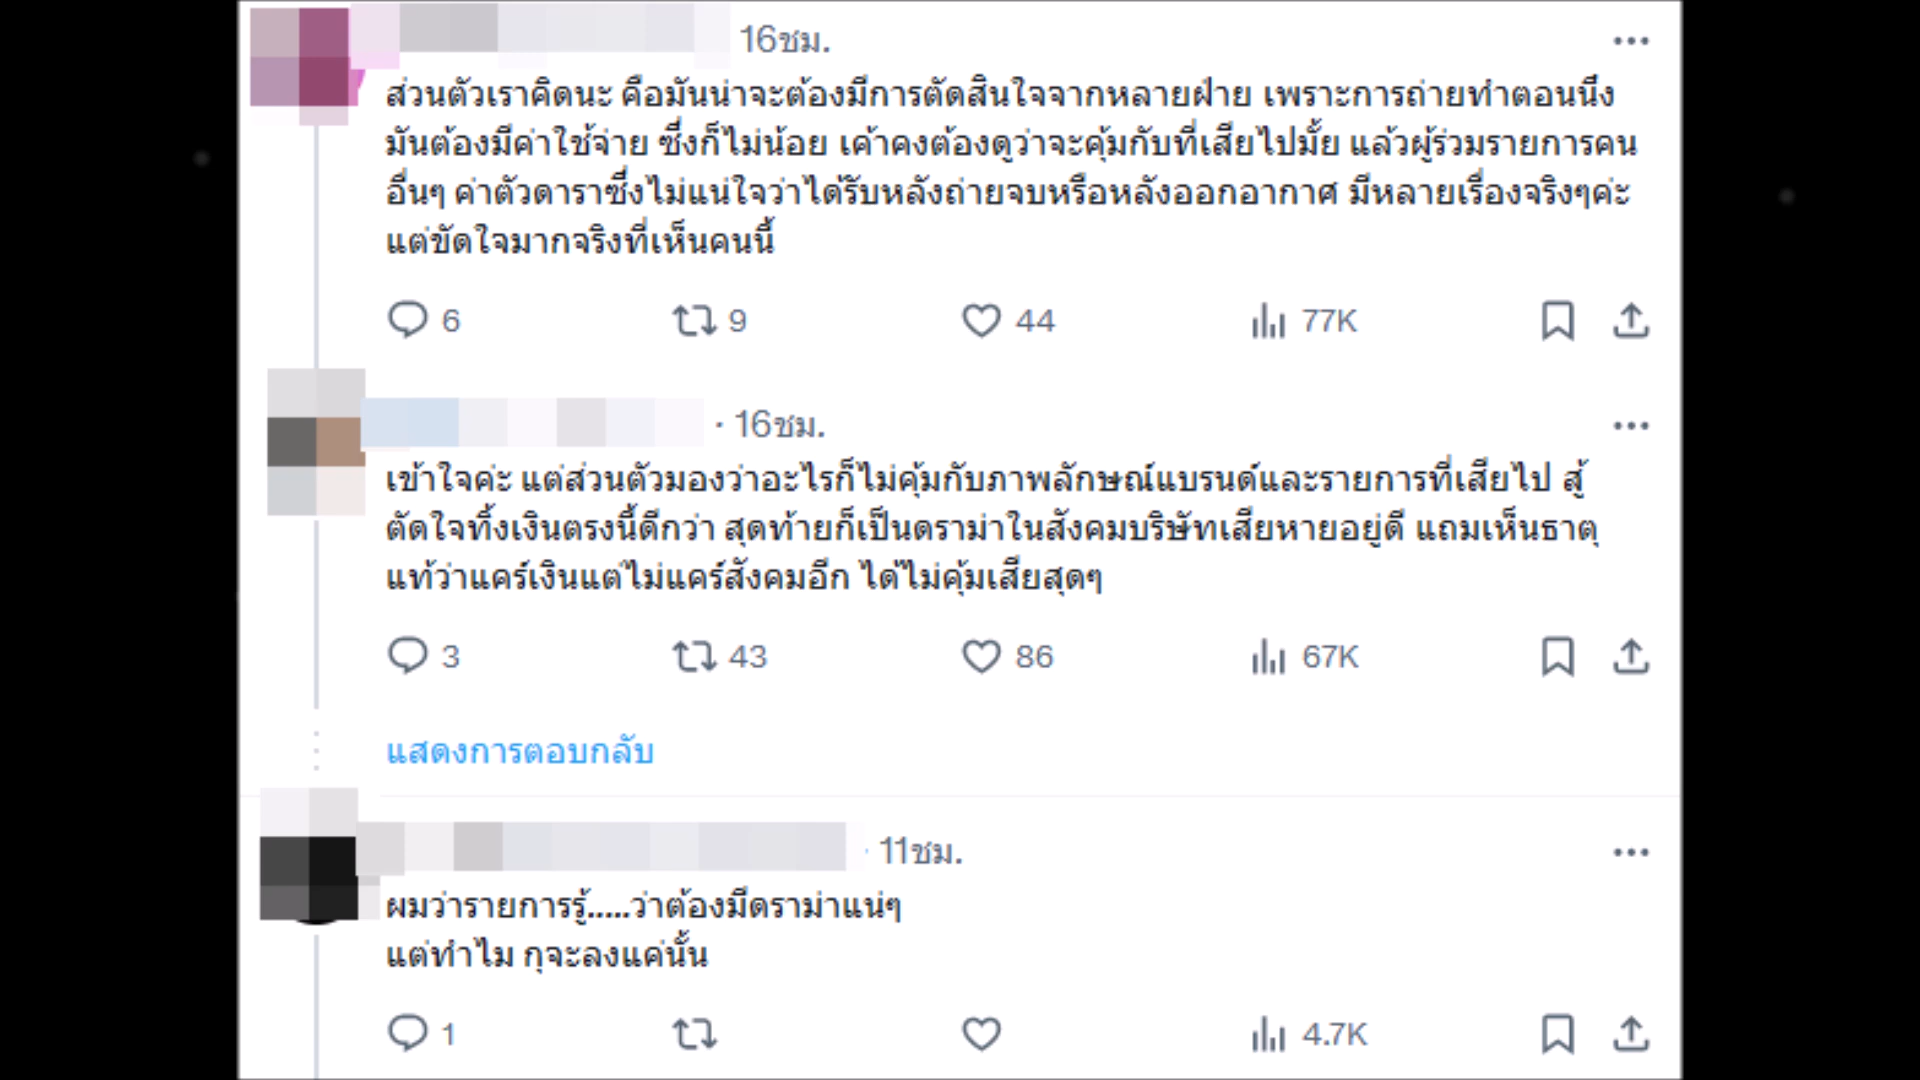 16ชม.
ส่วนตัวเราคิดนะ คือมันน่าจะต้องมีการตัดสินใจจากหลายฝ่าย เพราะการถ่ายทำตอนนึง
มันต้องมีค่าใช้จ่าย ซึ่งก็ไม่น้อย เค้าคงต้องดูว่าจะคุ้มกับที่เสียไปมั้ย แล้วผู้ร่วมรายการคน
อื่นๆ ค่าตัวดาราซึ่งไม่แน่ใจว่าได้รับหลังถ่ายจบหรือหลังออกอากาศ มีหลายเรื่องจริงๆค่ะ
แต่ขัดใจมากจริงที่เห็นคนนี้
6 9 44 77K
· 16ชม.
เข้าใจค่ะ แต่ส่วนตัวมองว่าอะไรก็ไม่คุ้มกับภาพลักษณ์แบรนด์และรายการที่เสียไป สู้
ตัดใจทิ้งเงินตรงนี้ดีกว่า สุดท้ายก็เป็นดราม่าในสังคมบริษัทเสียหายอยู่ดี แถมเห็นธาตุ
แท้ว่าแคร์เงินแต่ไม่แคร์สังคมอีก ได้ไม่คุ้มเสียสุดๆ
3 43 86 67K
แสดงการตอบกลับ
· 11ชม.
ผมว่ารายการรู้.....ว่าต้องมีดราม่าแน่ๆ
แต่ทำไม กุจะลงแค่นั้น
1 4.7K